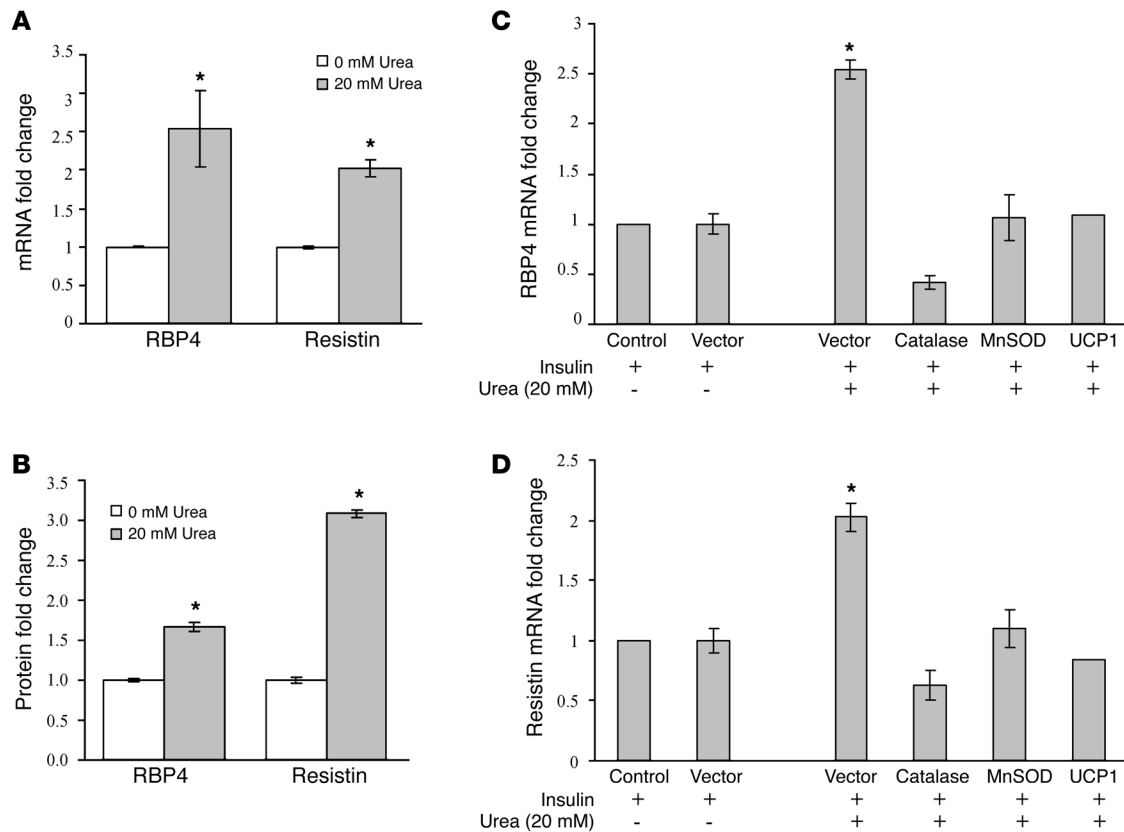 A
mRNA fold change
3.5
3
2.5
2
1.5
1
0.5
0
0 mM Urea
20 mM Urea
*
*
RBP4
Resistin
B
Protein fold change
3.5
3.0
2.5
2.0
1.5
1.0
0.5
0.0
0 mM Urea
20 mM Urea
*
*
RBP4
Resistin
C
RBP4 mRNA fold change
3
2.5
2
1.5
1
0.5
0
*
Control Vector Vector Catalase MnSOD UCP1
Insulin + + + + + +
Urea (20 mM) - - + + + +
D
Resistin mRNA fold change
2.5
2
1.5
1
0.5
0
*
Control Vector Vector Catalase MnSOD UCP1
Insulin + + + + + +
Urea (20 mM) - - + + + +